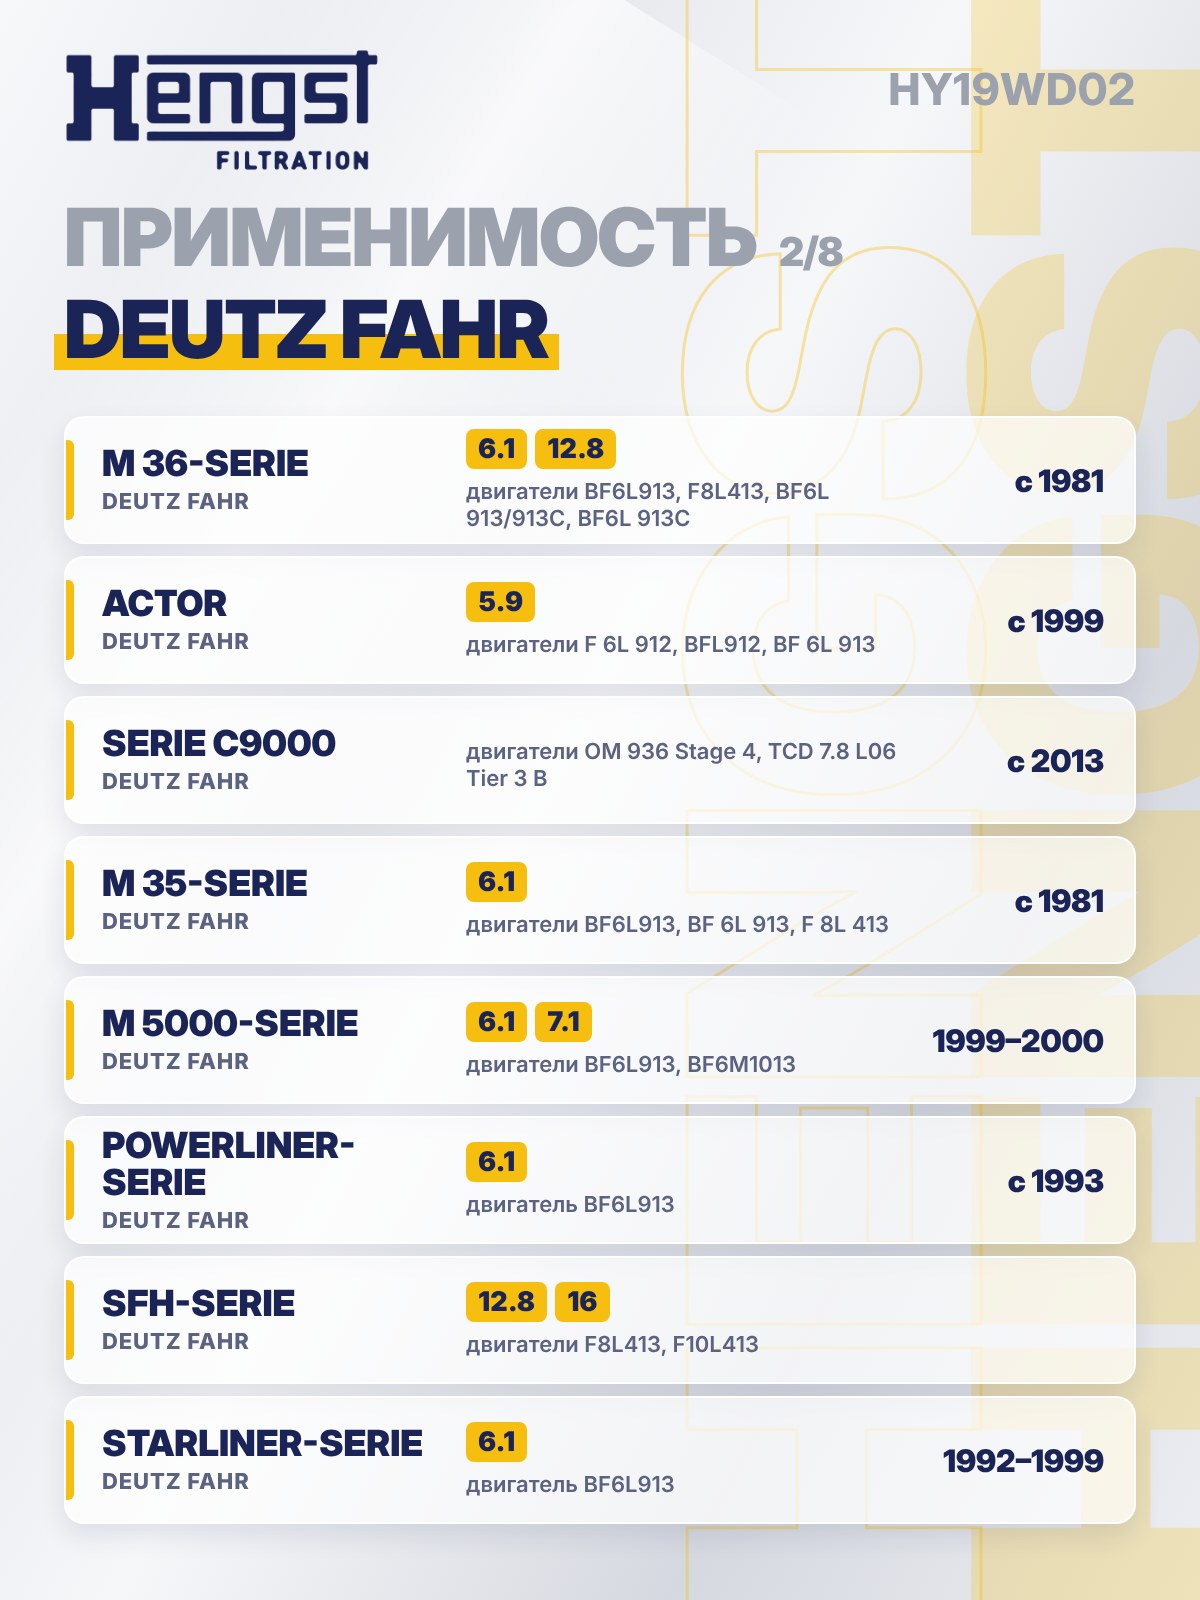 Hengst
FILTRATION
HY19WD02
ПРИМЕНИМОСТЬ 2/8
DEUTZ FAHR
M 36-SERIE
DEUTZ FAHR
6.1 12.8
двигатели BF6L913, F8L413, BF6L
913/913C, BF6L 913C
с 1981
ACTOR
DEUTZ FAHR
5.9
двигатели F 6L 912, BFL912, BF 6L 913
с 1999
SERIE C9000
DEUTZ FAHR
двигатели OM 936 Stage 4, TCD 7.8 L06
Tier 3 B
с 2013
M 35-SERIE
DEUTZ FAHR
6.1
двигатели BF6L913, BF 6L 913, F 8L 413
с 1981
M 5000-SERIE
DEUTZ FAHR
6.1 7.1
двигатели BF6L913, BF6M1013
1999–2000
POWERLINER-
SERIE
DEUTZ FAHR
6.1
двигатель BF6L913
с 1993
SFH-SERIE
DEUTZ FAHR
12.8 16
двигатели F8L413, F10L413
STARLINER-SERIE
DEUTZ FAHR
6.1
двигатель BF6L913
1992–1999
HENGST
HENGST